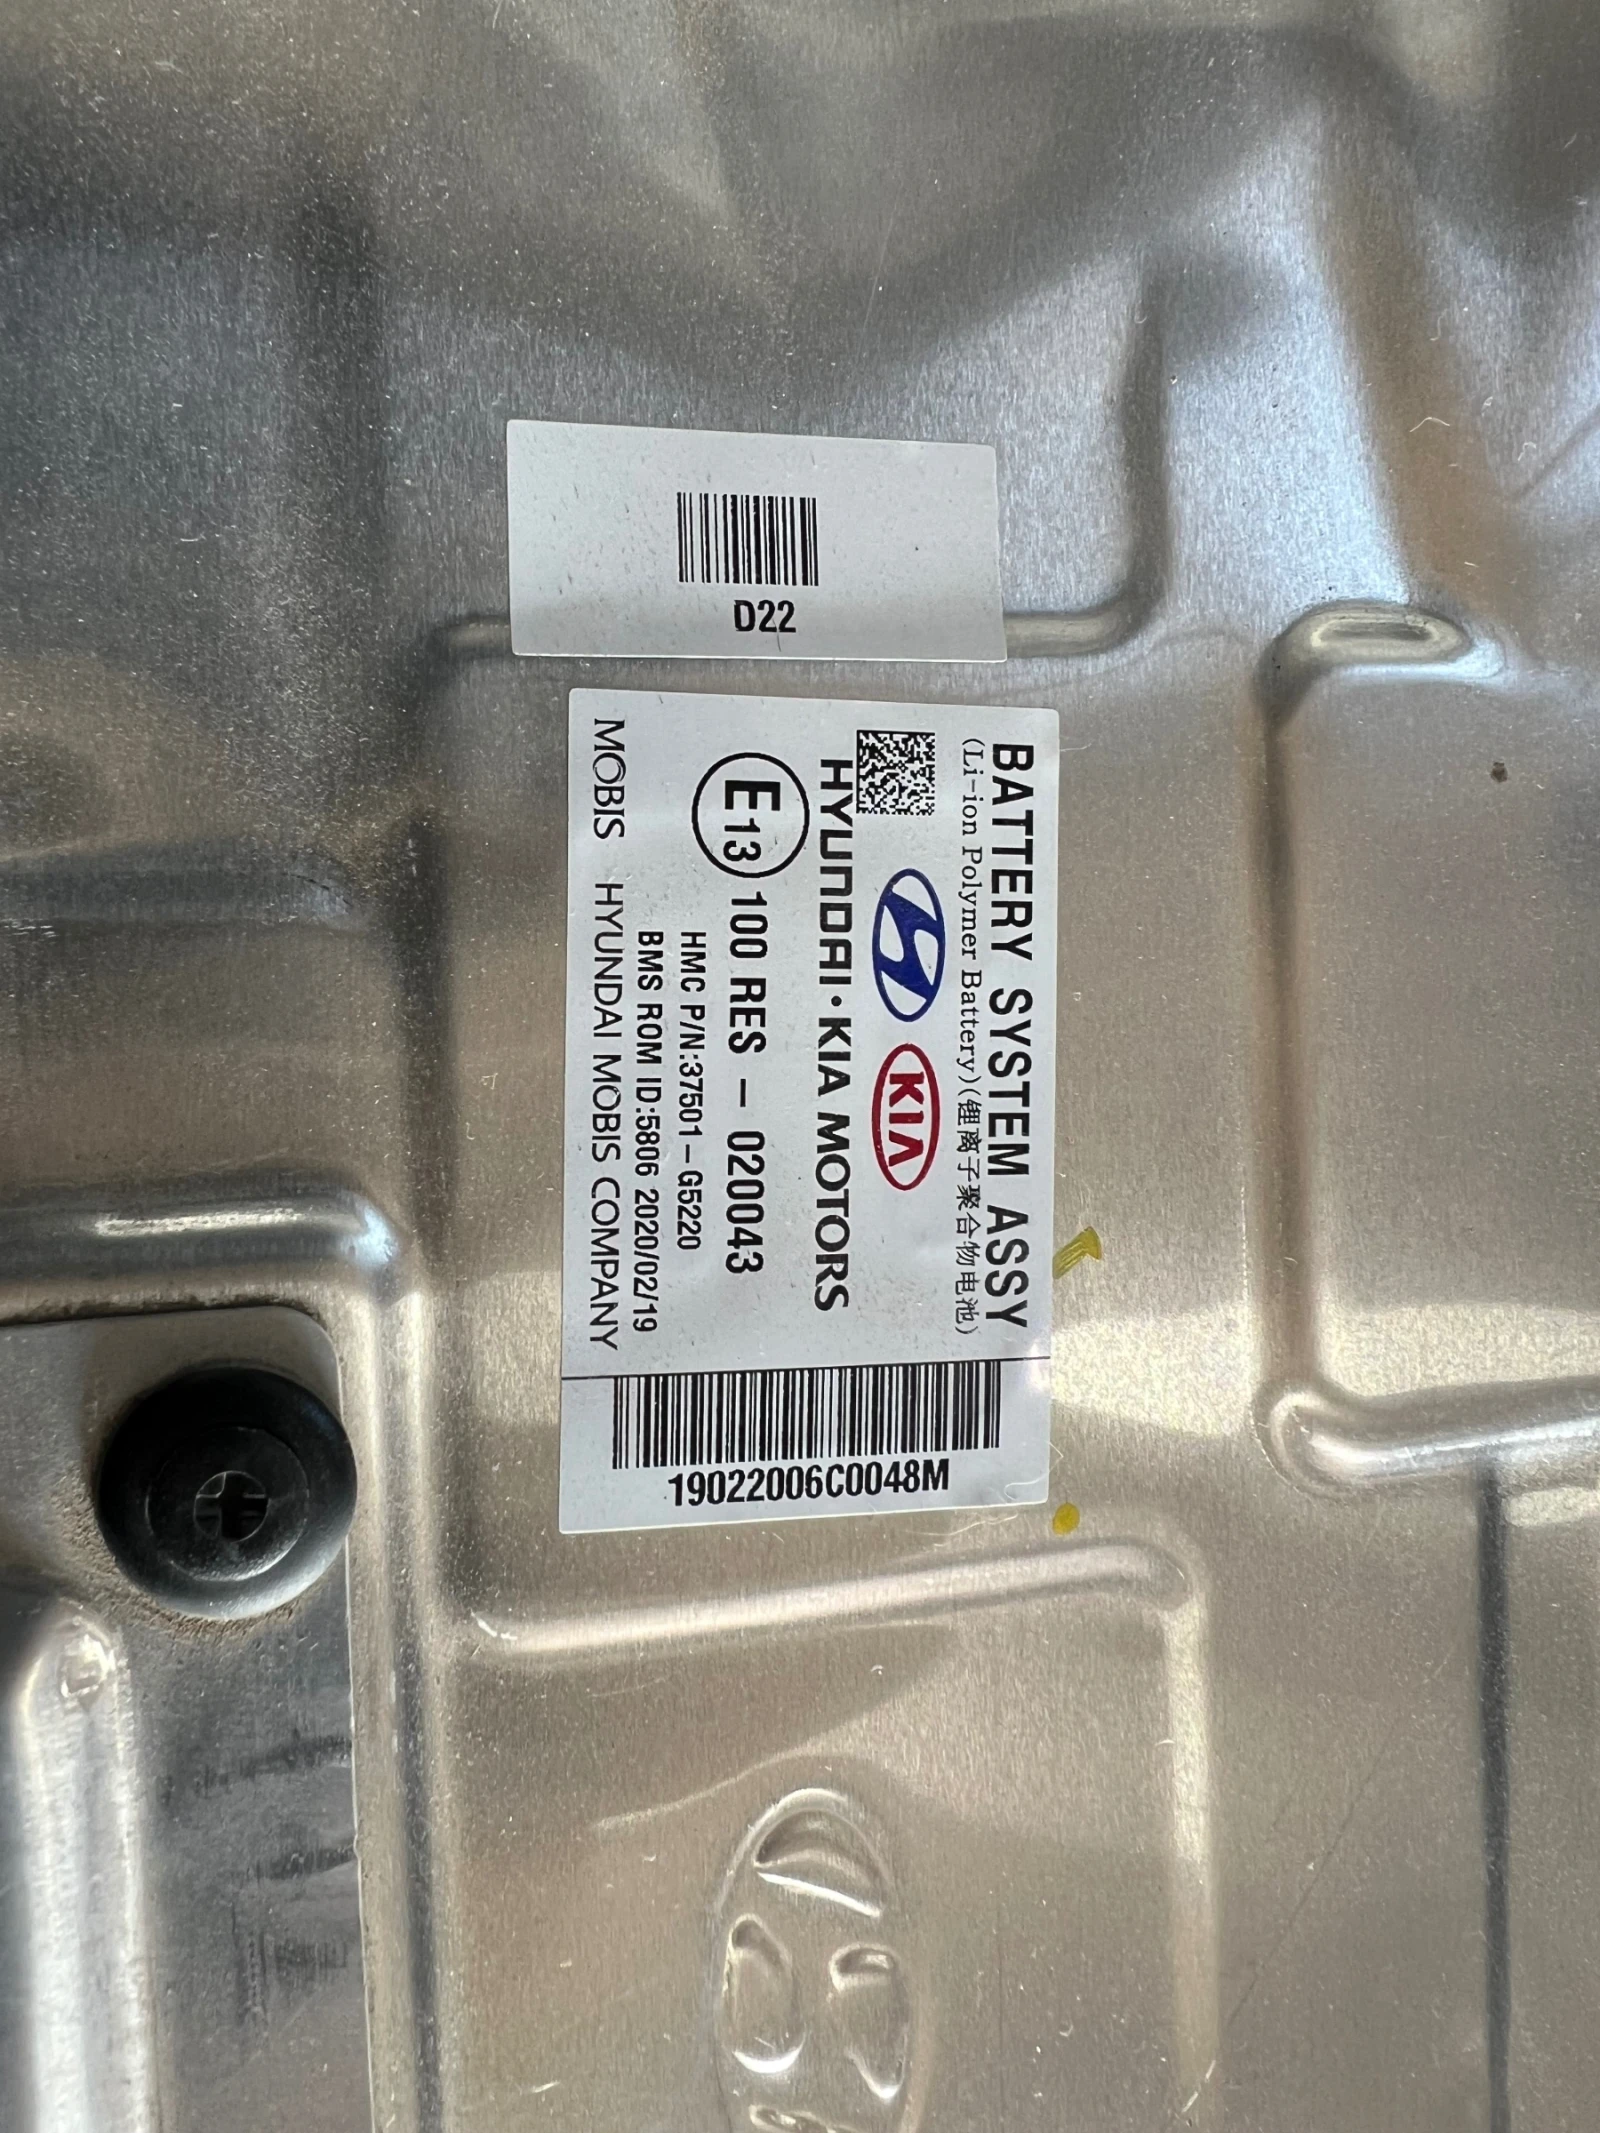 D22
BATTERY SYSTEM ASSY
(Li-ion Polymer Battery)(锂离子聚合物电池)
KIA
HYUNDAI·KIA MOTORS
E13 100 RES - 020043
HMC P/N:37501-G5220
BMS ROM ID:5806 2020/02/19
MOBIS HYUNDAI MOBIS COMPANY
19022006C0048M